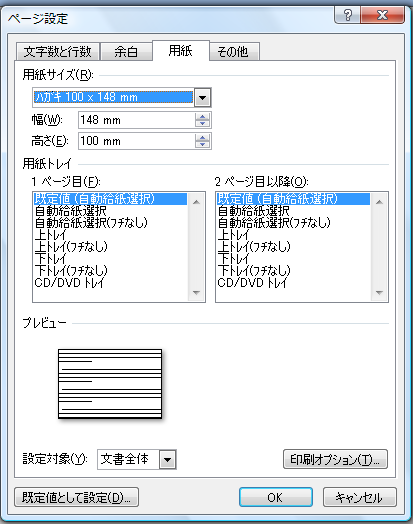 ページ設定
文字数と行数 余白 用紙 その他
用紙サイズ(R):
ハガキ 100 x 148 mm
幅(W): 148 mm
高さ(E): 100 mm
用紙トレイ
1 ページ目(F): 2 ページ目以降(O):
既定値 (自動給紙選択) 既定値 (自動給紙選択)
自動給紙選択 自動給紙選択
自動給紙選択(フチなし) 自動給紙選択(フチなし)
上トレイ 上トレイ
上トレイ(フチなし) 上トレイ(フチなし)
下トレイ 下トレイ
下トレイ(フチなし) 下トレイ(フチなし)
CD/DVD トレイ CD/DVD トレイ
プレビュー
設定対象(Y): 文書全体 印刷オプション(T)...
既定値として設定(D)... OK キャンセル